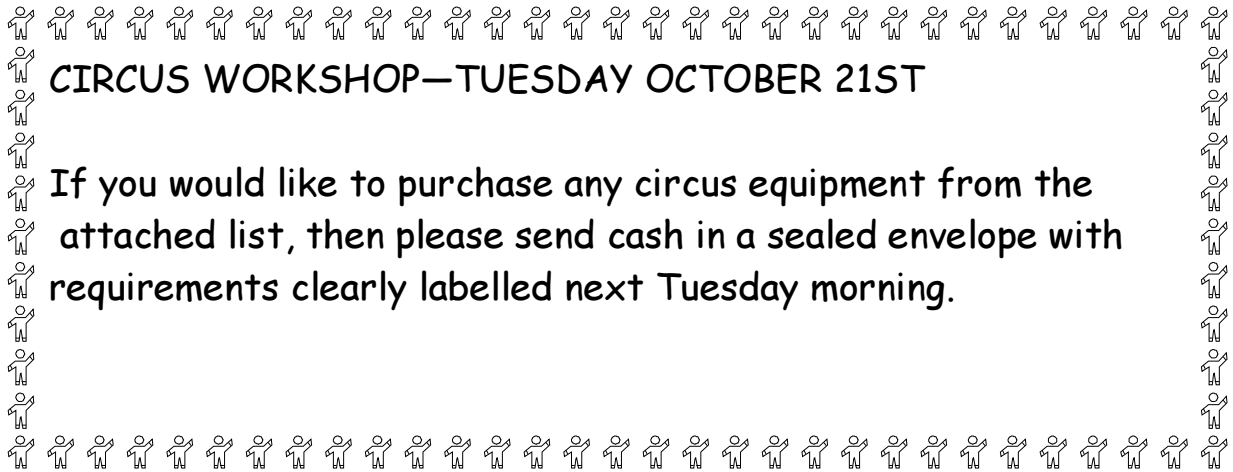 CIRCUS WORKSHOP—TUESDAY OCTOBER 21ST
If you would like to purchase any circus equipment from the
attached list, then please send cash in a sealed envelope with
requirements clearly labelled next Tuesday morning.